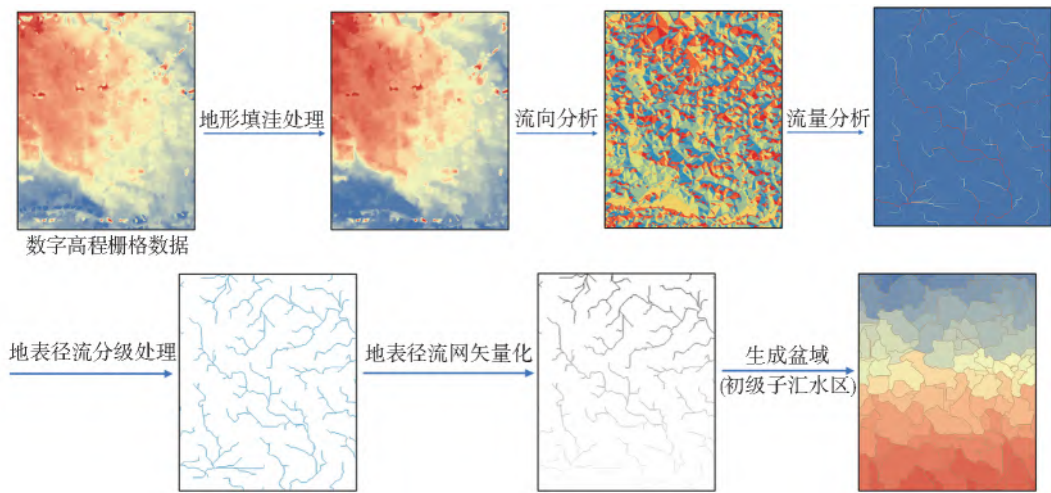 地形填洼处理
流向分析
流量分析
数字高程栅格数据
地表径流分级处理
地表径流网矢量化
生成盆域
(初级子汇水区)